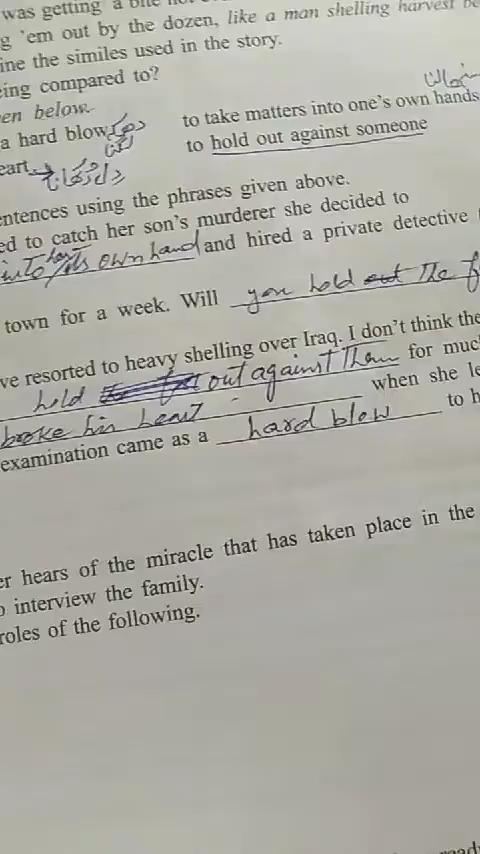 was getting a bite
'em out by the dozen, like a man shelling harvest
ine the similes used in the story.
ing compared to?
en below.
a hard blow to take matters into one's own hands
eart to hold out against someone
entences using the phrases given above.
ed to catch her son's murderer she decided to
into own hand and hired a private detective
town for a week. Will you hold the
ve resorted to heavy shelling over Iraq. I don't think the
hold out against than for muc
broke his heart when she le
examination came as a hard blow to h
er hears of the miracle that has taken place in the
o interview the family.
roles of the following.